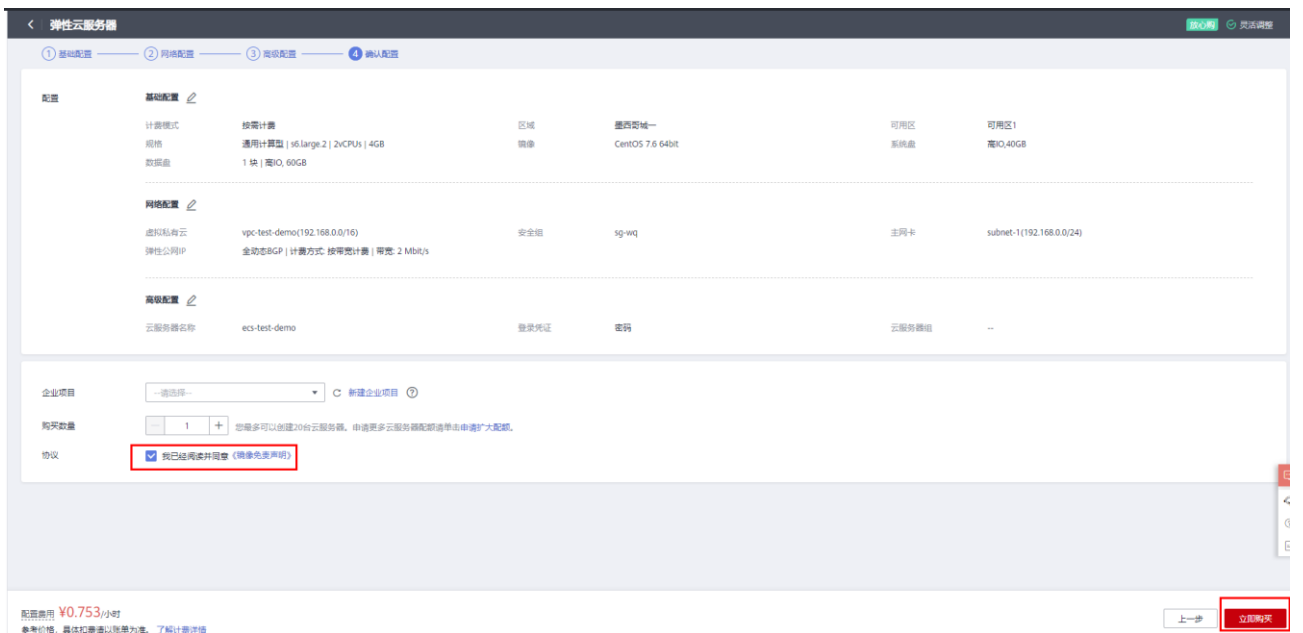 弹性云服务器 放心购 灵活调整
1 基础配置 2 网络配置 3 高级配置 4 确认配置
配置 基础配置
计费模式 按需计费 区域 墨西哥城一 可用区 可用区1
规格 通用计算型 | s6.large.2 | 2vCPUs | 4GB 镜像 CentOS 7.6 64bit 系统盘 高IO,40GB
数据盘 1 块 | 高IO, 60GB
网络配置
虚拟私有云 vpc-test-demo(192.168.0.0/16) 安全组 sg-wq 主网卡 subnet-1(192.168.0.0/24)
弹性公网IP 全动态BGP | 计费方式: 按带宽计费 | 带宽: 2 Mbit/s
高级配置
云服务器名称 ecs-test-demo 登录凭证 密码 云服务器组 --
企业项目 --请选择-- 新建企业项目 ?
购买数量 － 1 + 您最多可以创建20台云服务器。申请更多云服务器配额请单击申请扩大配额。
协议 我已经阅读并同意《镜像免责声明》
配置费用 ¥0.753/小时
参考价格，具体扣费请以账单为准。 了解计费详情
上一步 立即购买